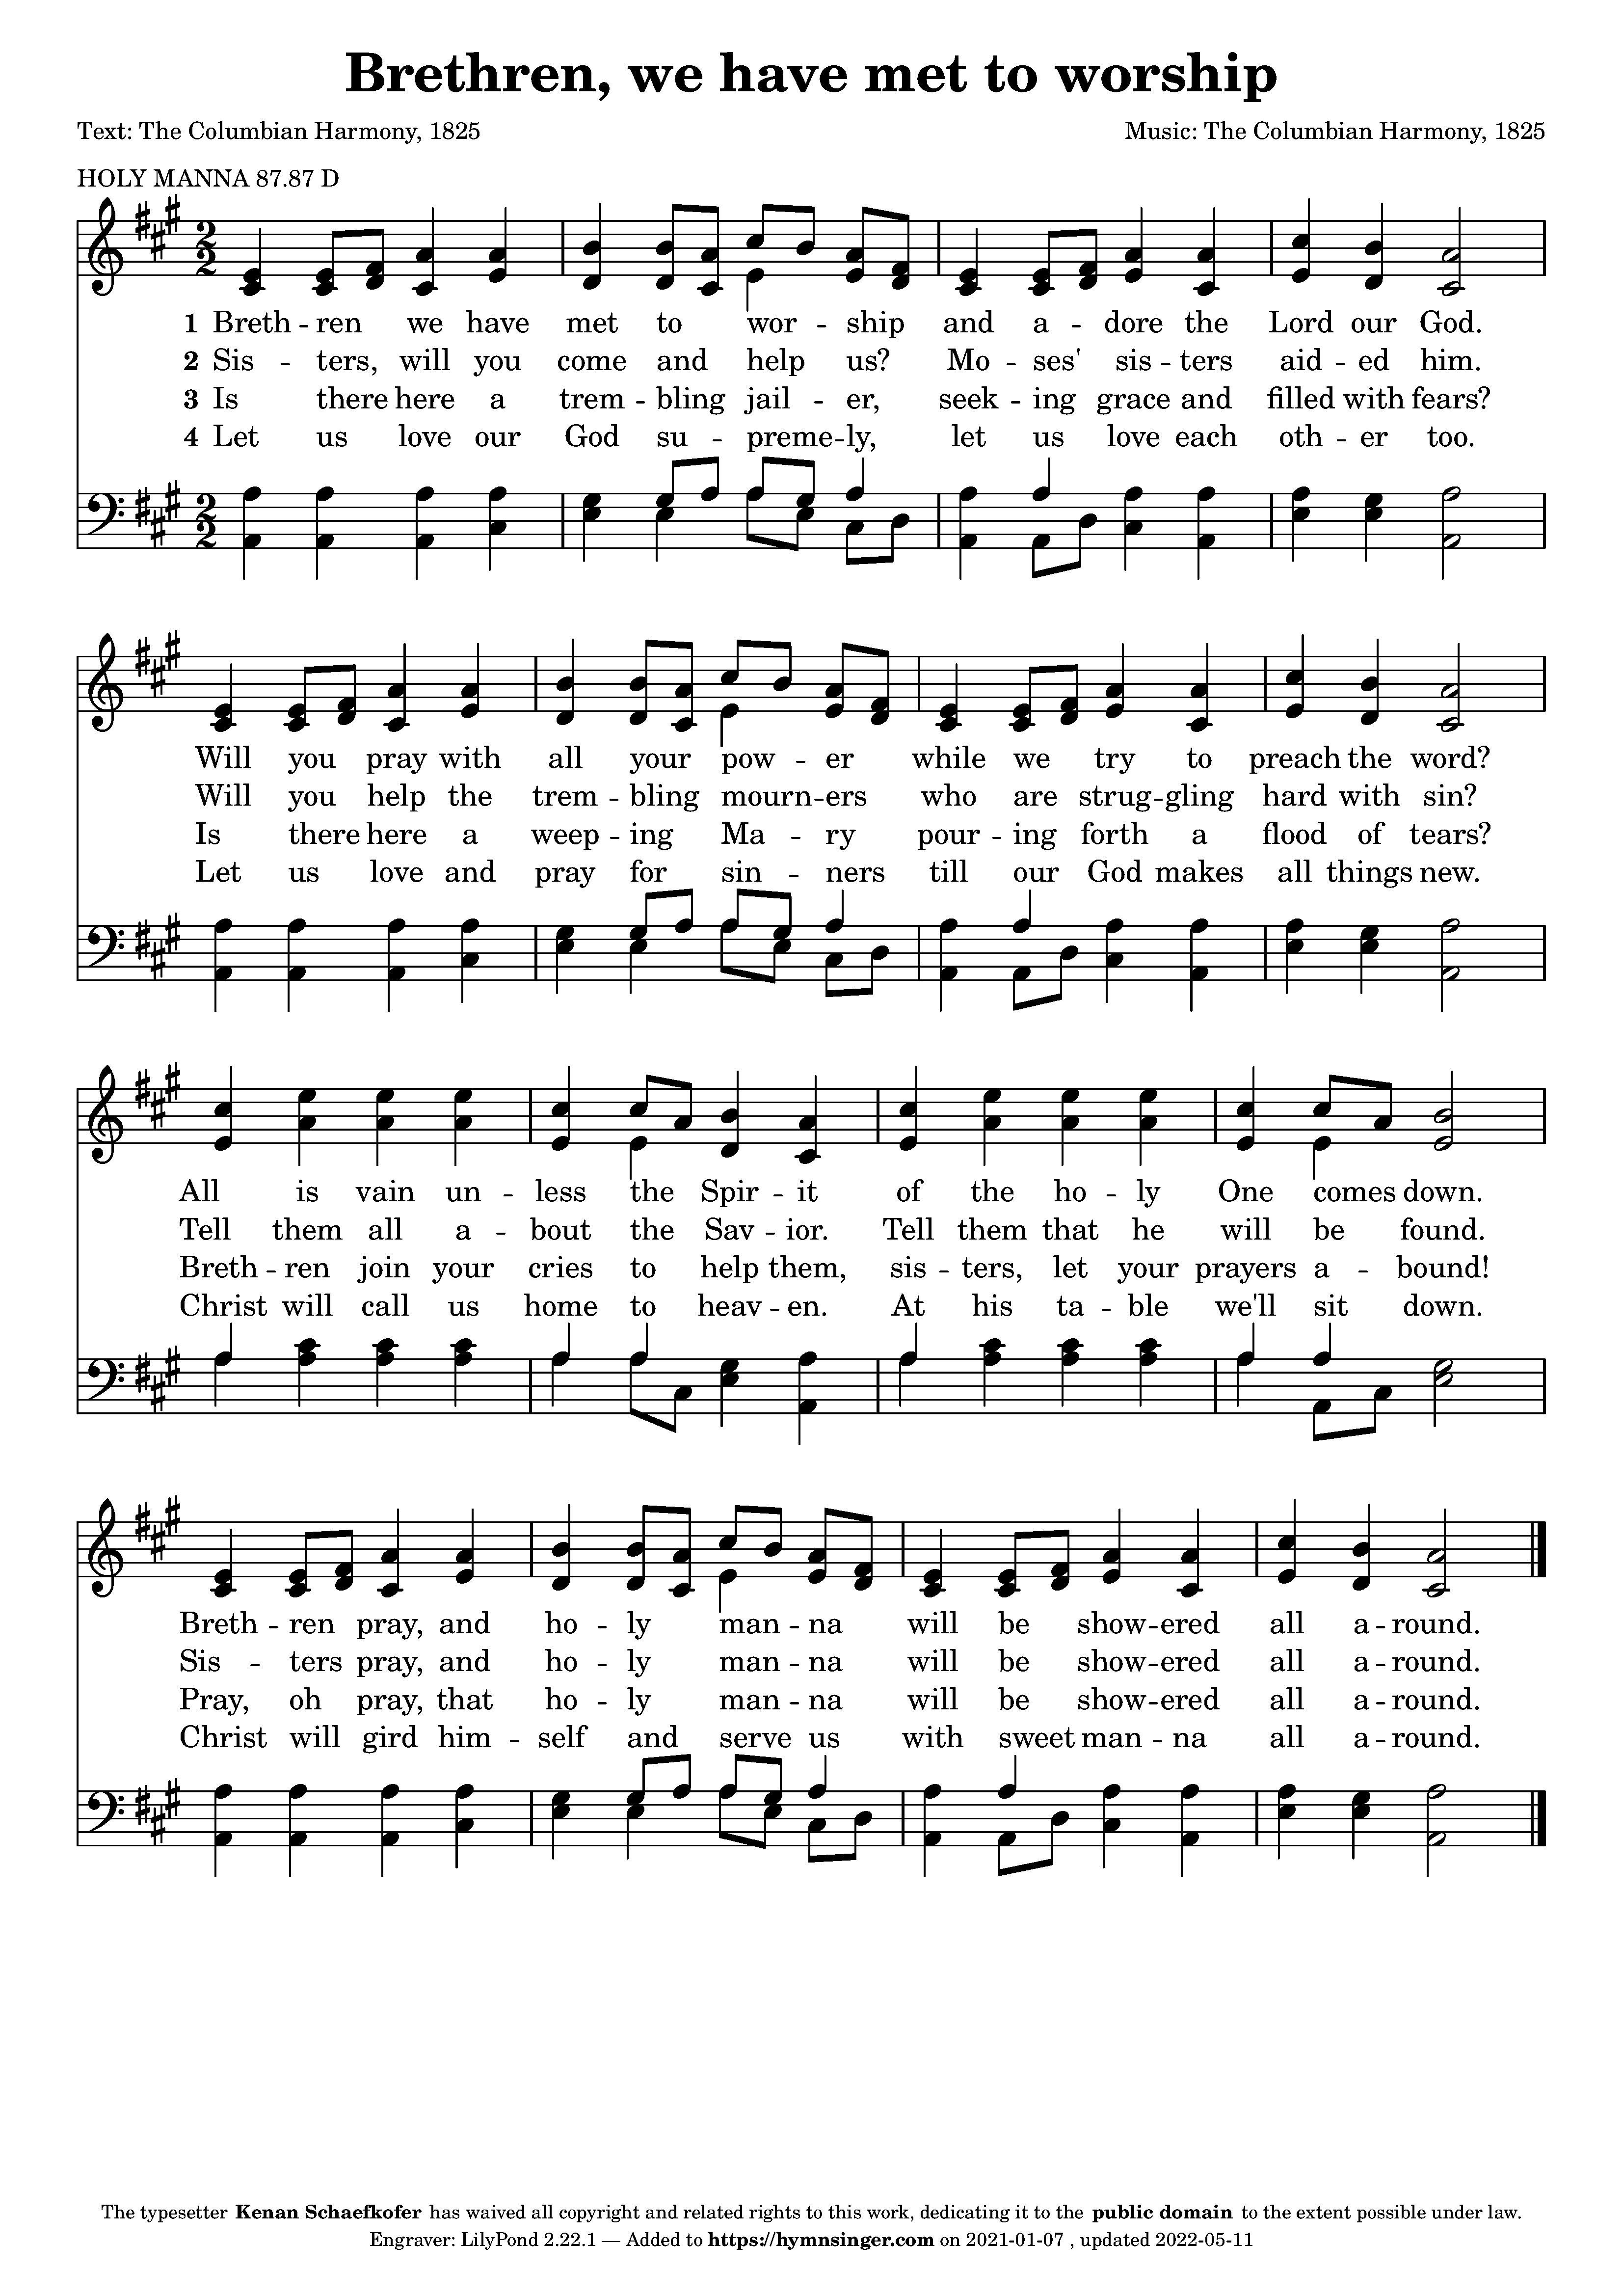 Brethren, we have met to worship
Text: The Columbian Harmony, 1825
Music: The Columbian Harmony, 1825
HOLY MANNA 87.87 D
1 Breth -- ren we have met to wor -- ship and a -- dore the Lord our God.
2 Sis -- ters, will you come and help us? Mo -- ses' sis -- ters aid -- ed him.
3 Is there here a trem -- bling jail -- er, seek -- ing grace and filled with fears?
4 Let us love our God su -- preme -- ly, let us love each oth -- er too.
Will you pray with all your pow -- er while we try to preach the word?
Will you help the trem -- bling mourn -- ers who are strug -- gling hard with sin?
Is there here a weep -- ing Ma -- ry pour -- ing forth a flood of tears?
Let us love and pray for sin -- ners till our God makes all things new.
All is vain un -- less the Spir -- it of the ho -- ly One comes down.
Tell them all a -- bout the Sav -- ior. Tell them that he will be found.
Breth -- ren join your cries to help them, sis -- ters, let your prayers a -- bound!
Christ will call us home to heav -- en. At his ta -- ble we'll sit down.
Breth -- ren pray, and ho -- ly man -- na will be show -- ered all a -- round.
Sis -- ters pray, and ho -- ly man -- na will be show -- ered all a -- round.
Pray, oh pray, that ho -- ly man -- na will be show -- ered all a -- round.
Christ will gird him -- self and serve us with sweet man -- na all a -- round.
The typesetter Kenan Schaefkofer has waived all copyright and related rights to this work, dedicating it to the public domain to the extent possible under law.
Engraver: LilyPond 2.22.1 — Added to https://hymnsinger.com on 2021-01-07 , updated 2022-05-11